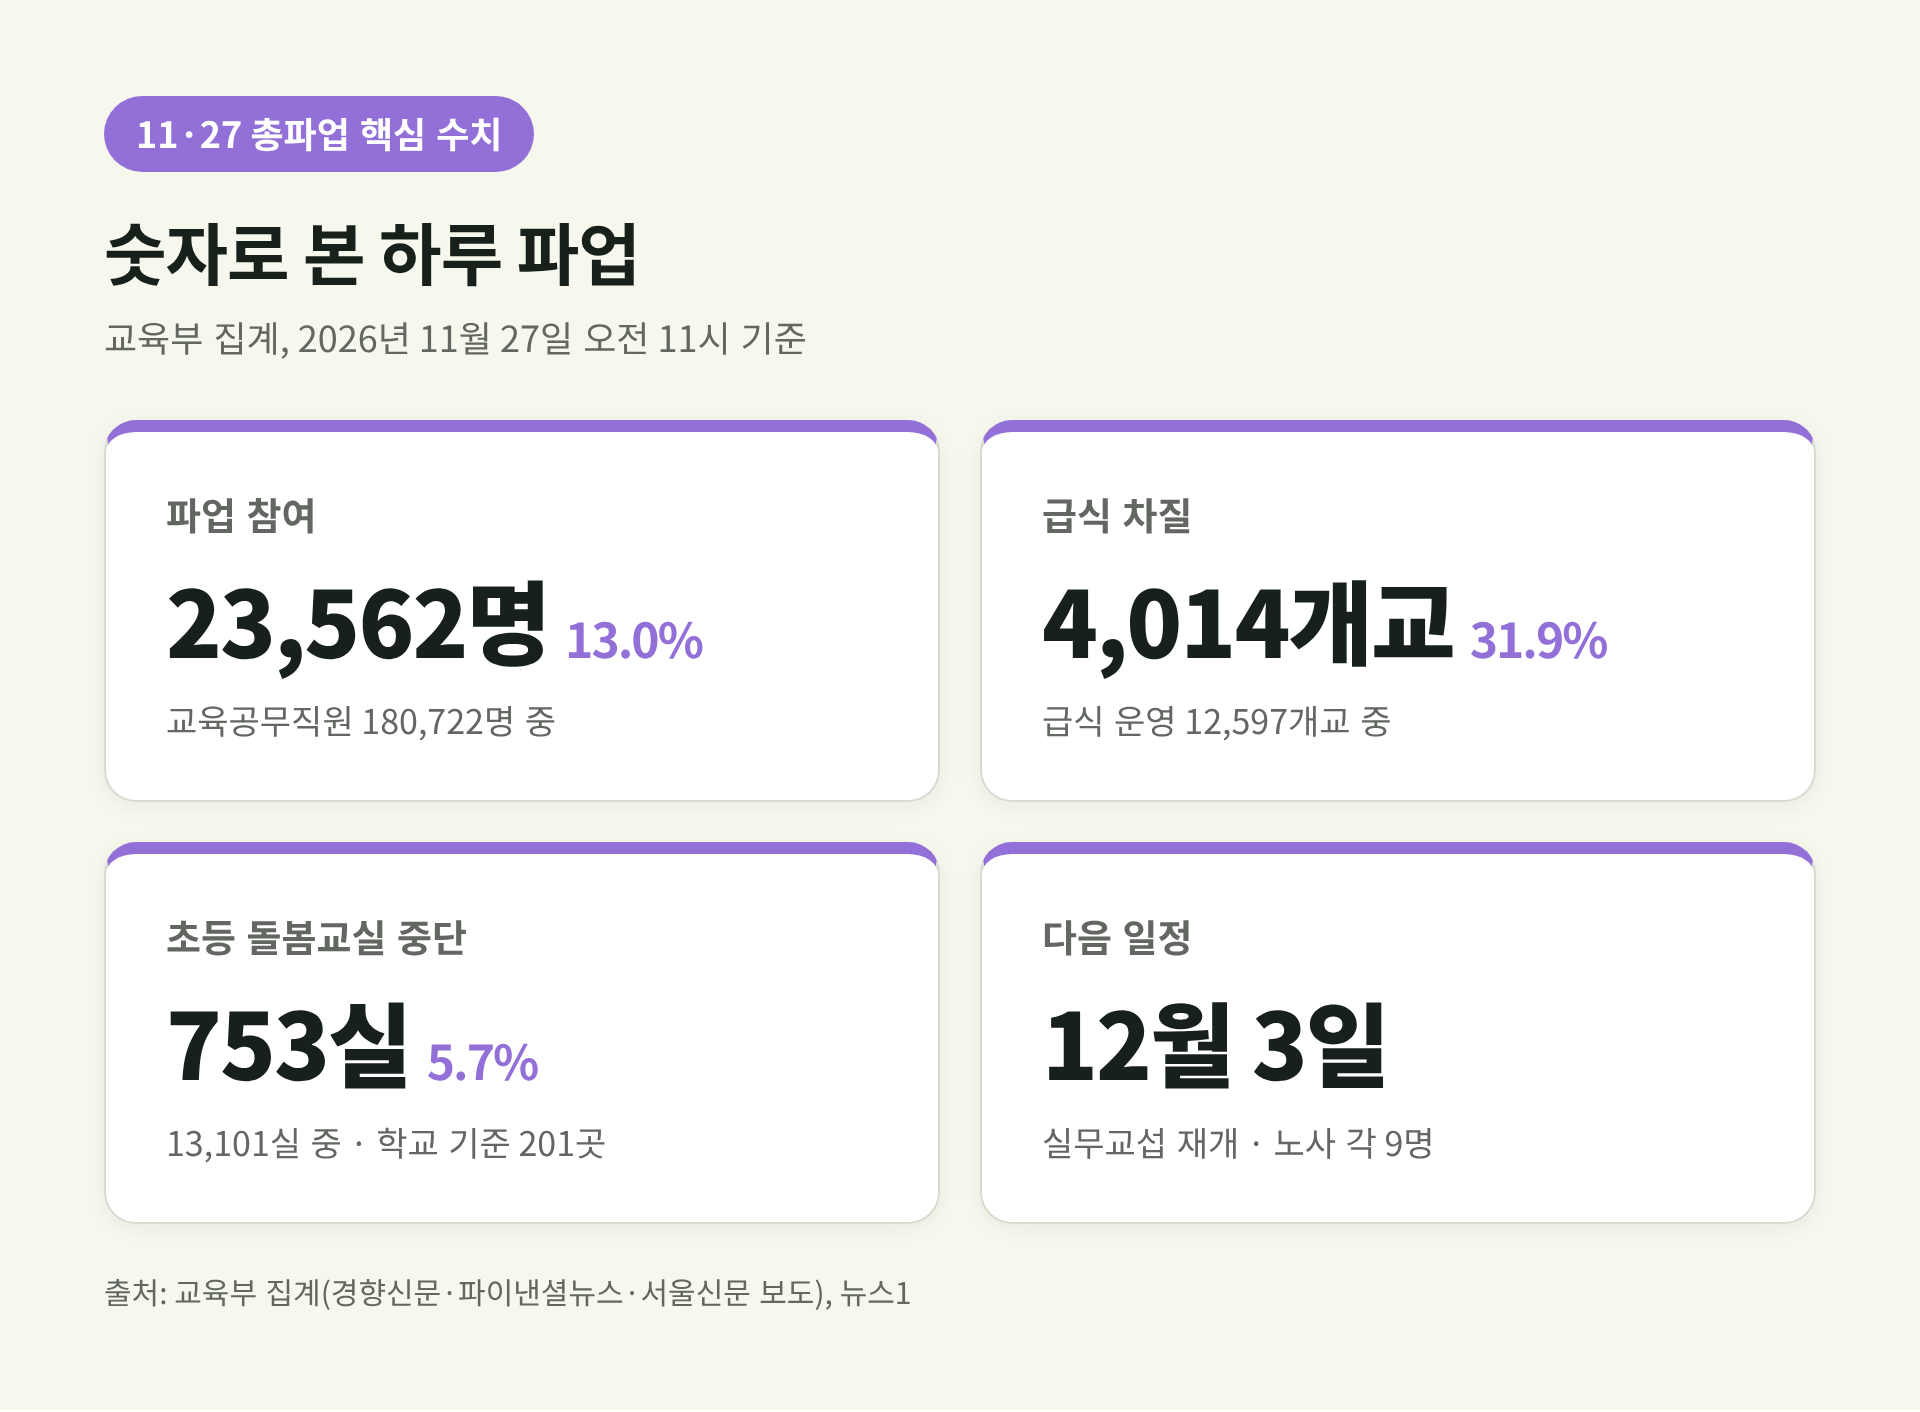 11·27 총파업 핵심 수치
숫자로 본 하루 파업
교육부 집계, 2026년 11월 27일 오전 11시 기준
파업 참여
23,562명 13.0%
교육공무직원 180,722명 중
급식 차질
4,014개교 31.9%
급식 운영 12,597개교 중
초등 돌봄교실 중단
753실 5.7%
13,101실 중 · 학교 기준 201곳
다음 일정
12월 3일
실무교섭 재개 · 노사 각 9명
출처: 교육부 집계(경향신문·파이낸셜뉴스·서울신문 보도), 뉴스1